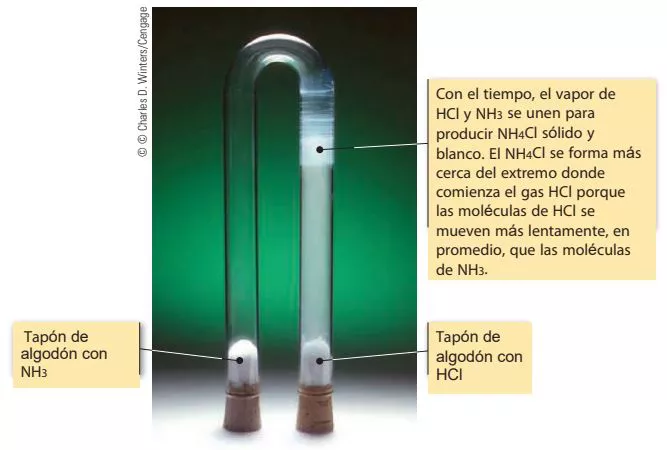 © © Charles D. Winters/Cengage
Con el tiempo, el vapor de
HCl y NH3 se unen para
producir NH4Cl sólido y
blanco. El NH4Cl se forma más
cerca del extremo donde
comienza el gas HCl porque
las moléculas de HCl se
mueven más lentamente, en
promedio, que las moléculas
de NH3.
Tapón de
algodón con
NH3
Tapón de
algodón con
HCl